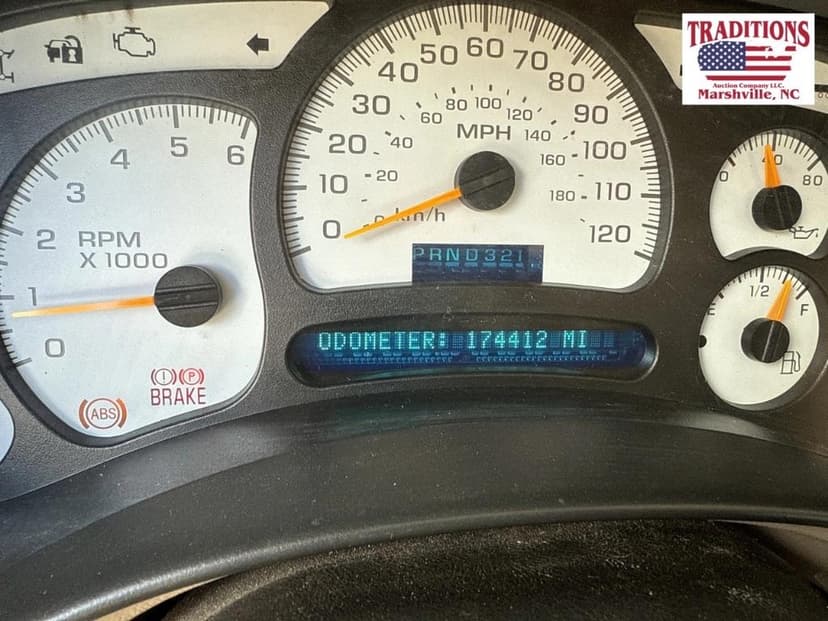 TRADITIONS
Auction Company LLC.
Marshville, NC
0 10 20 30 40 50 60 70 80 90 100 110 120
MPH
20 40 60 80 100 120 140 160 180
0 km/h
PRND321
0 1 2 3 4 5 6
RPM
X 1000
ODOMETER: 174412 MI
0 40 80
E 1/2 F
ABS
(!) (P)
BRAKE